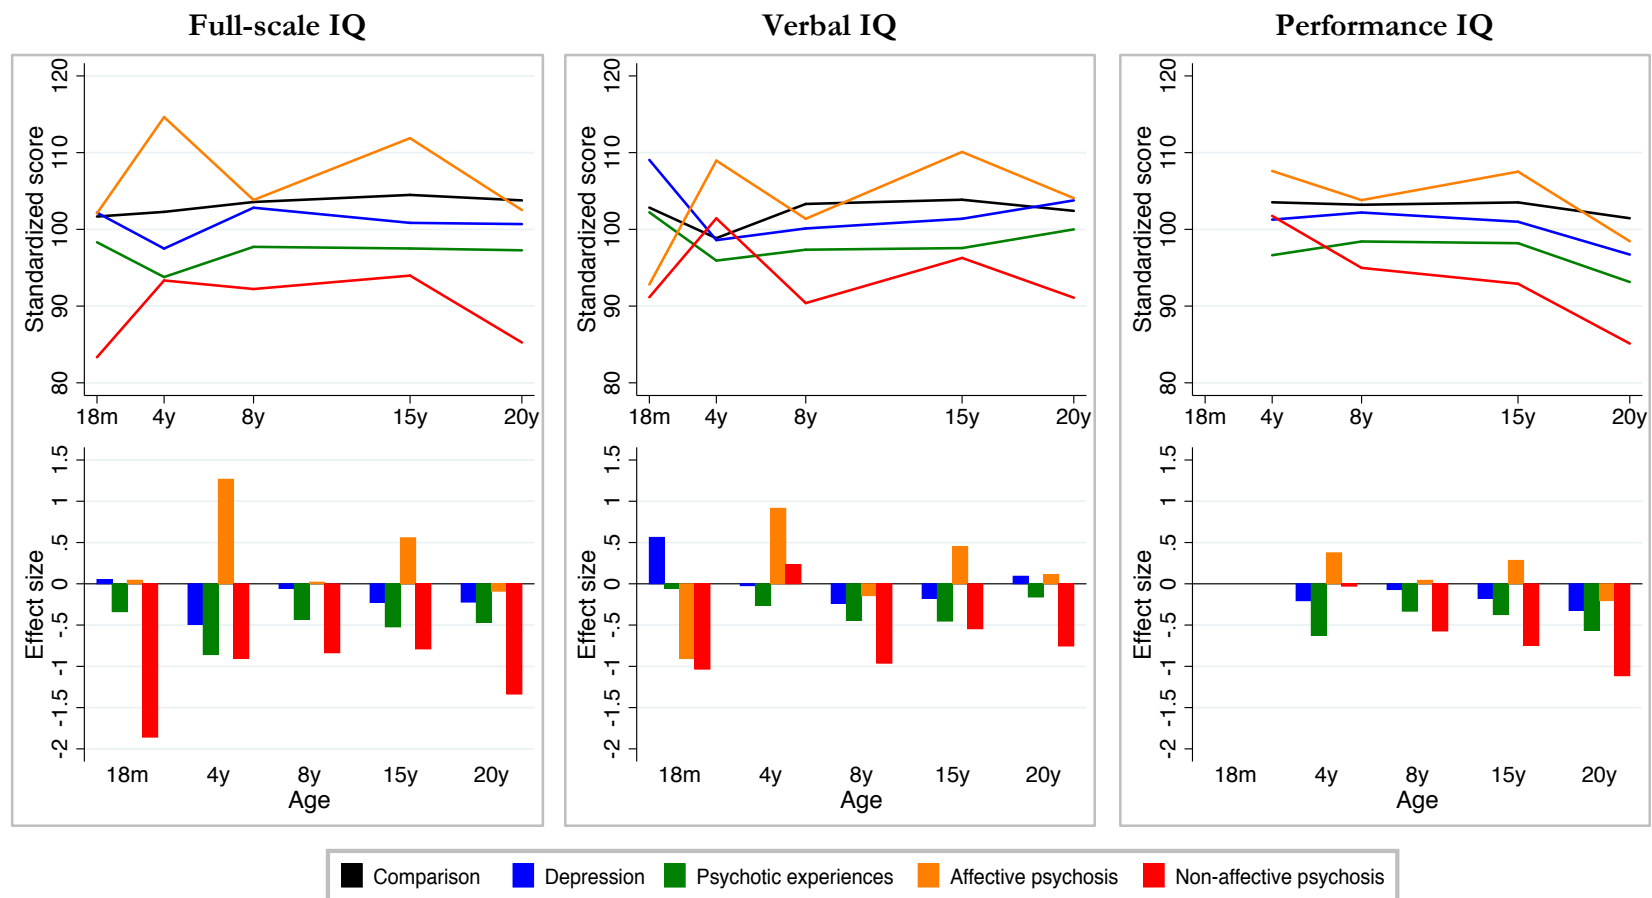 Full-scale IQ
Verbal IQ
Performance IQ
Standardized score
120
110
100
90
80
18m 4y 8y 15y 20y
Effect size
1.5
1
.5
0
-.5
-1
-1.5
-2
18m 4y 8y 15y 20y
Age
Standardized score
120
110
100
90
80
18m 4y 8y 15y 20y
Effect size
1.5
1
.5
0
-.5
-1
-1.5
-2
18m 4y 8y 15y 20y
Age
Standardized score
120
110
100
90
80
18m 4y 8y 15y 20y
Effect size
1.5
1
.5
0
-.5
-1
-1.5
-2
18m 4y 8y 15y 20y
Age
Comparison Depression Psychotic experiences Affective psychosis Non-affective psychosis